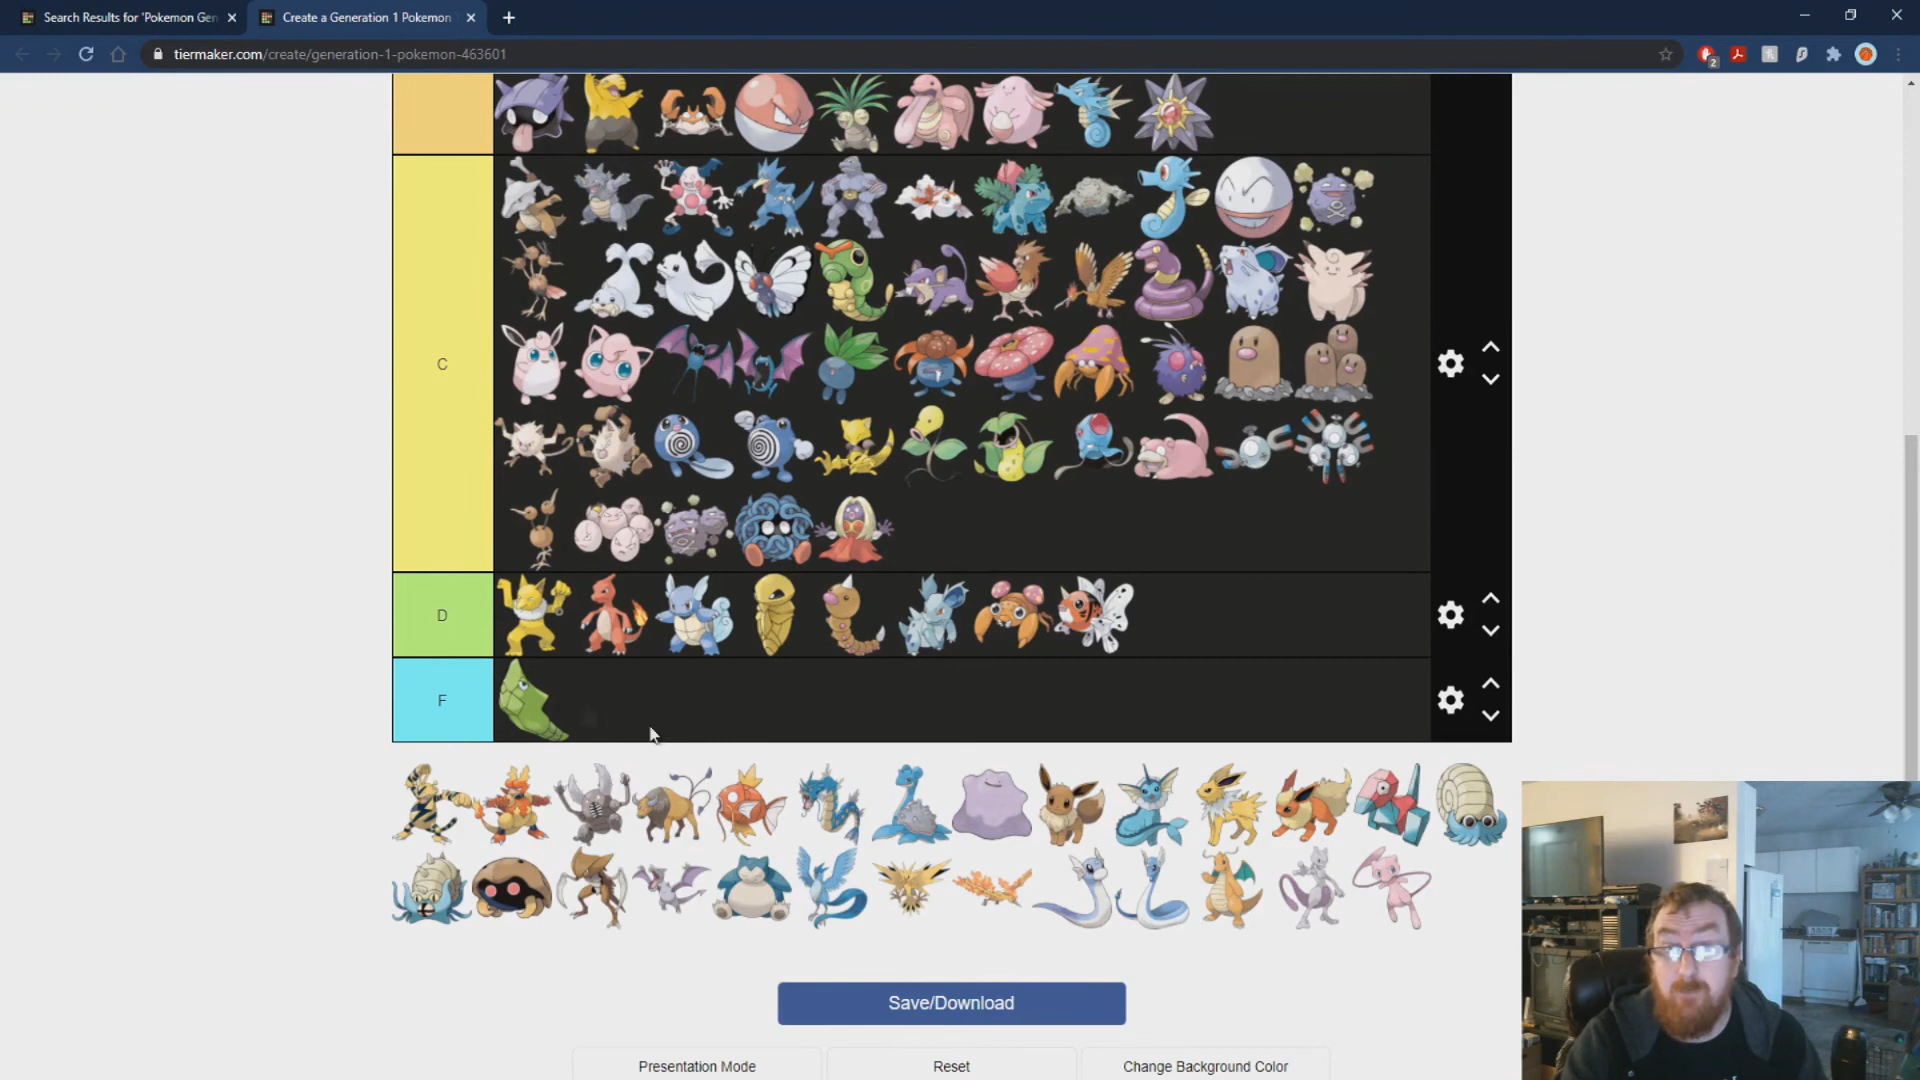 Search Results for 'Pokemon Gen
Create a Generation 1 Pokemon
tiermaker.com/create/generation-1-pokemon-463601
2
C
D
F
Save/Download
Presentation Mode
Reset
Change Background Color